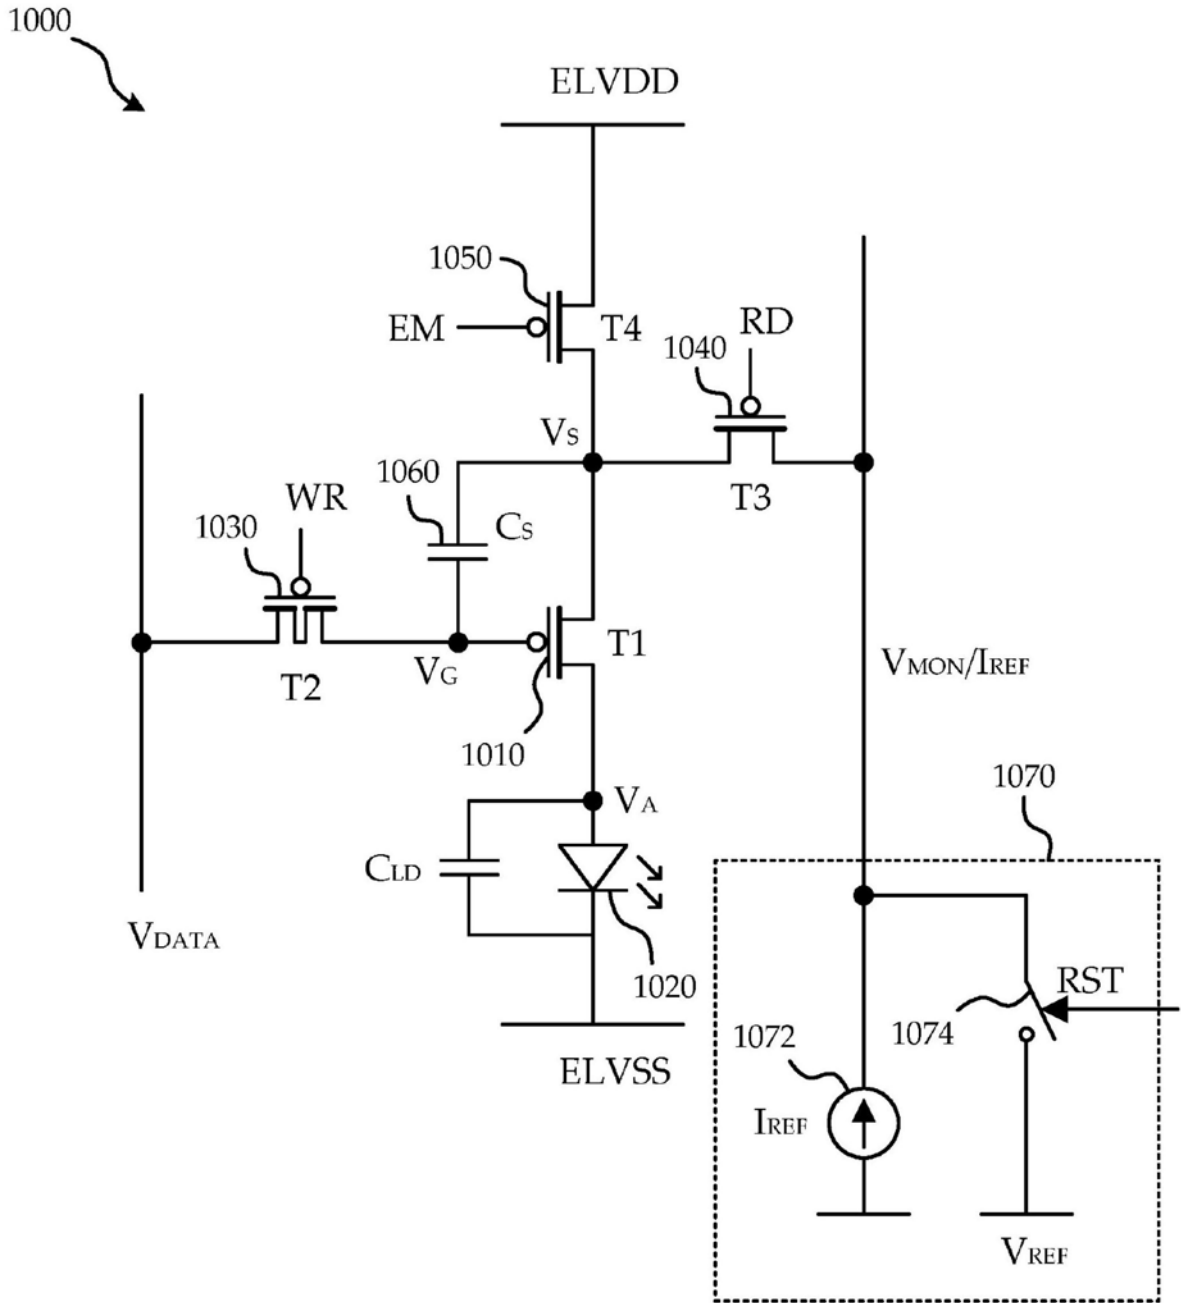 1000
ELVDD
1050
EM
T4
RD
1040
VS
1060
WR
T3
1030
CS
T1
VG
T2
VMON/IREF
1010
1070
VA
CLD
VDATA
RST
1020
1074
1072
ELVSS
IREF
VREF